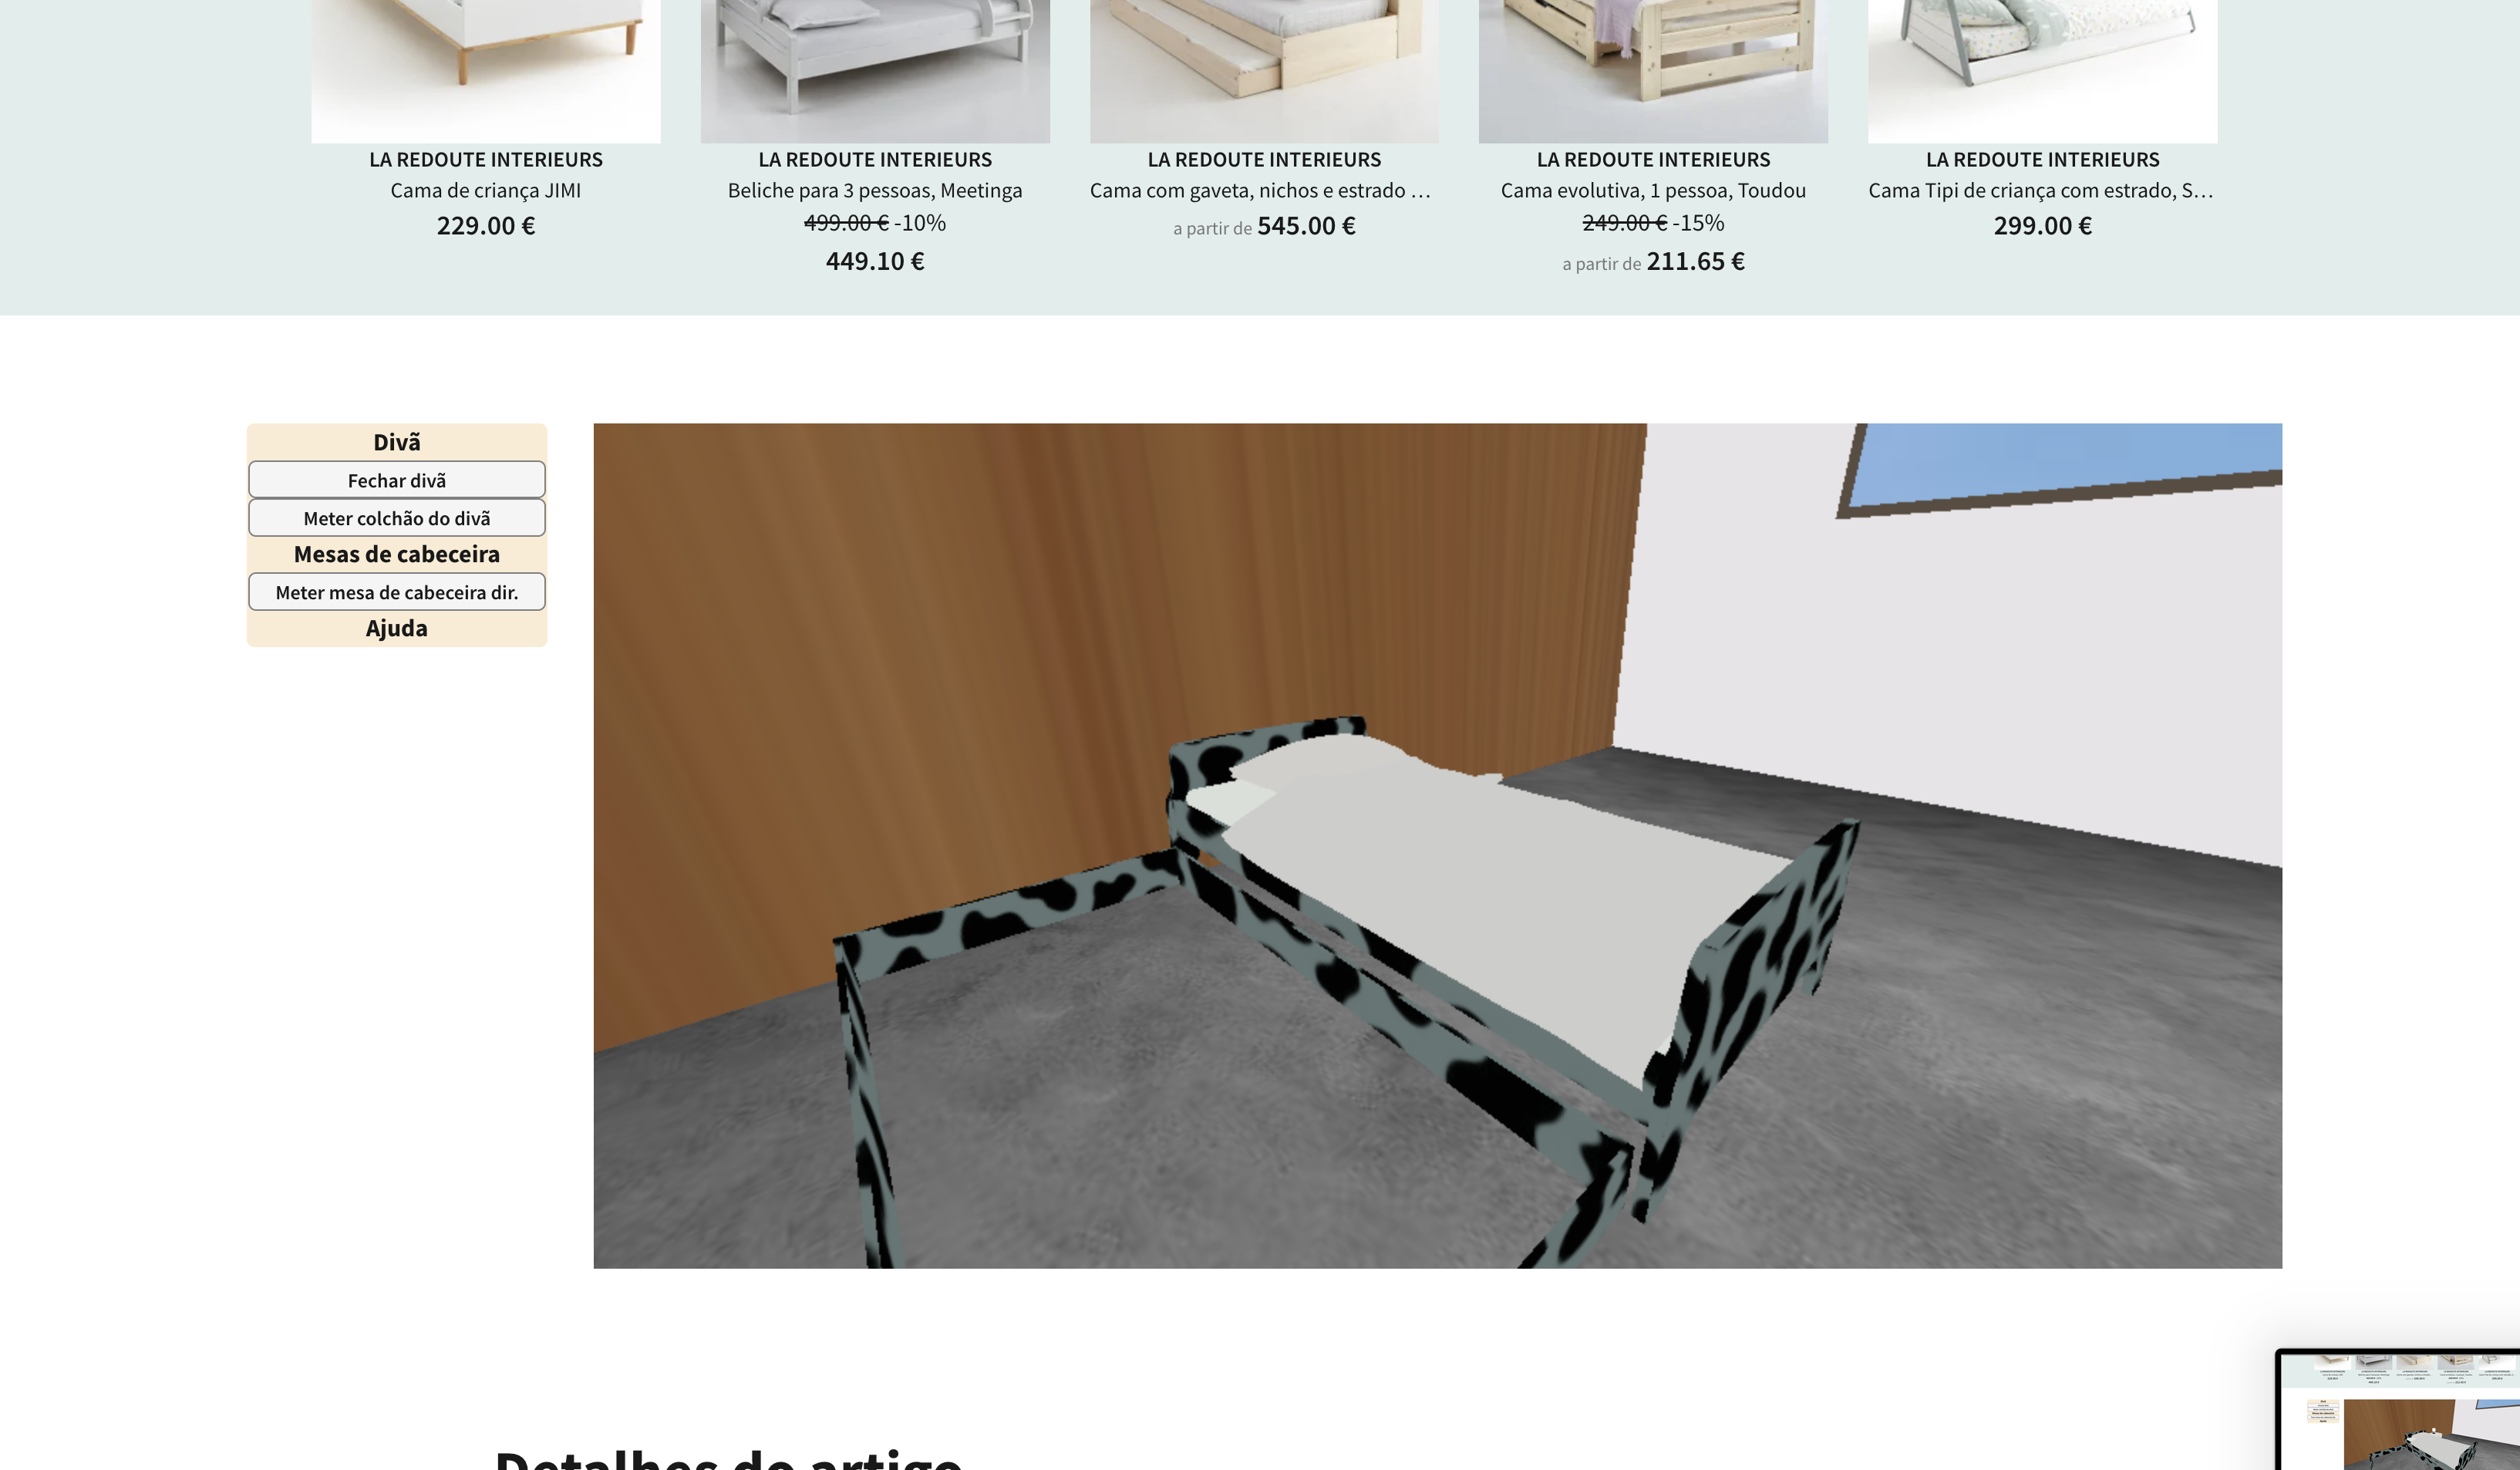 LA REDOUTE INTERIEURS
Cama de criança JIMI
229.00 €
LA REDOUTE INTERIEURS
Beliche para 3 pessoas, Meetinga
499.00 € -10%
449.10 €
LA REDOUTE INTERIEURS
Cama com gaveta, nichos e estrado …
a partir de 545.00 €
LA REDOUTE INTERIEURS
Cama evolutiva, 1 pessoa, Toudou
249.00 € -15%
a partir de 211.65 €
LA REDOUTE INTERIEURS
Cama Tipi de criança com estrado, S…
299.00 €
Divã
Fechar divã
Meter colchão do divã
Mesas de cabeceira
Meter mesa de cabeceira dir.
Ajuda
Detalhes do artigo